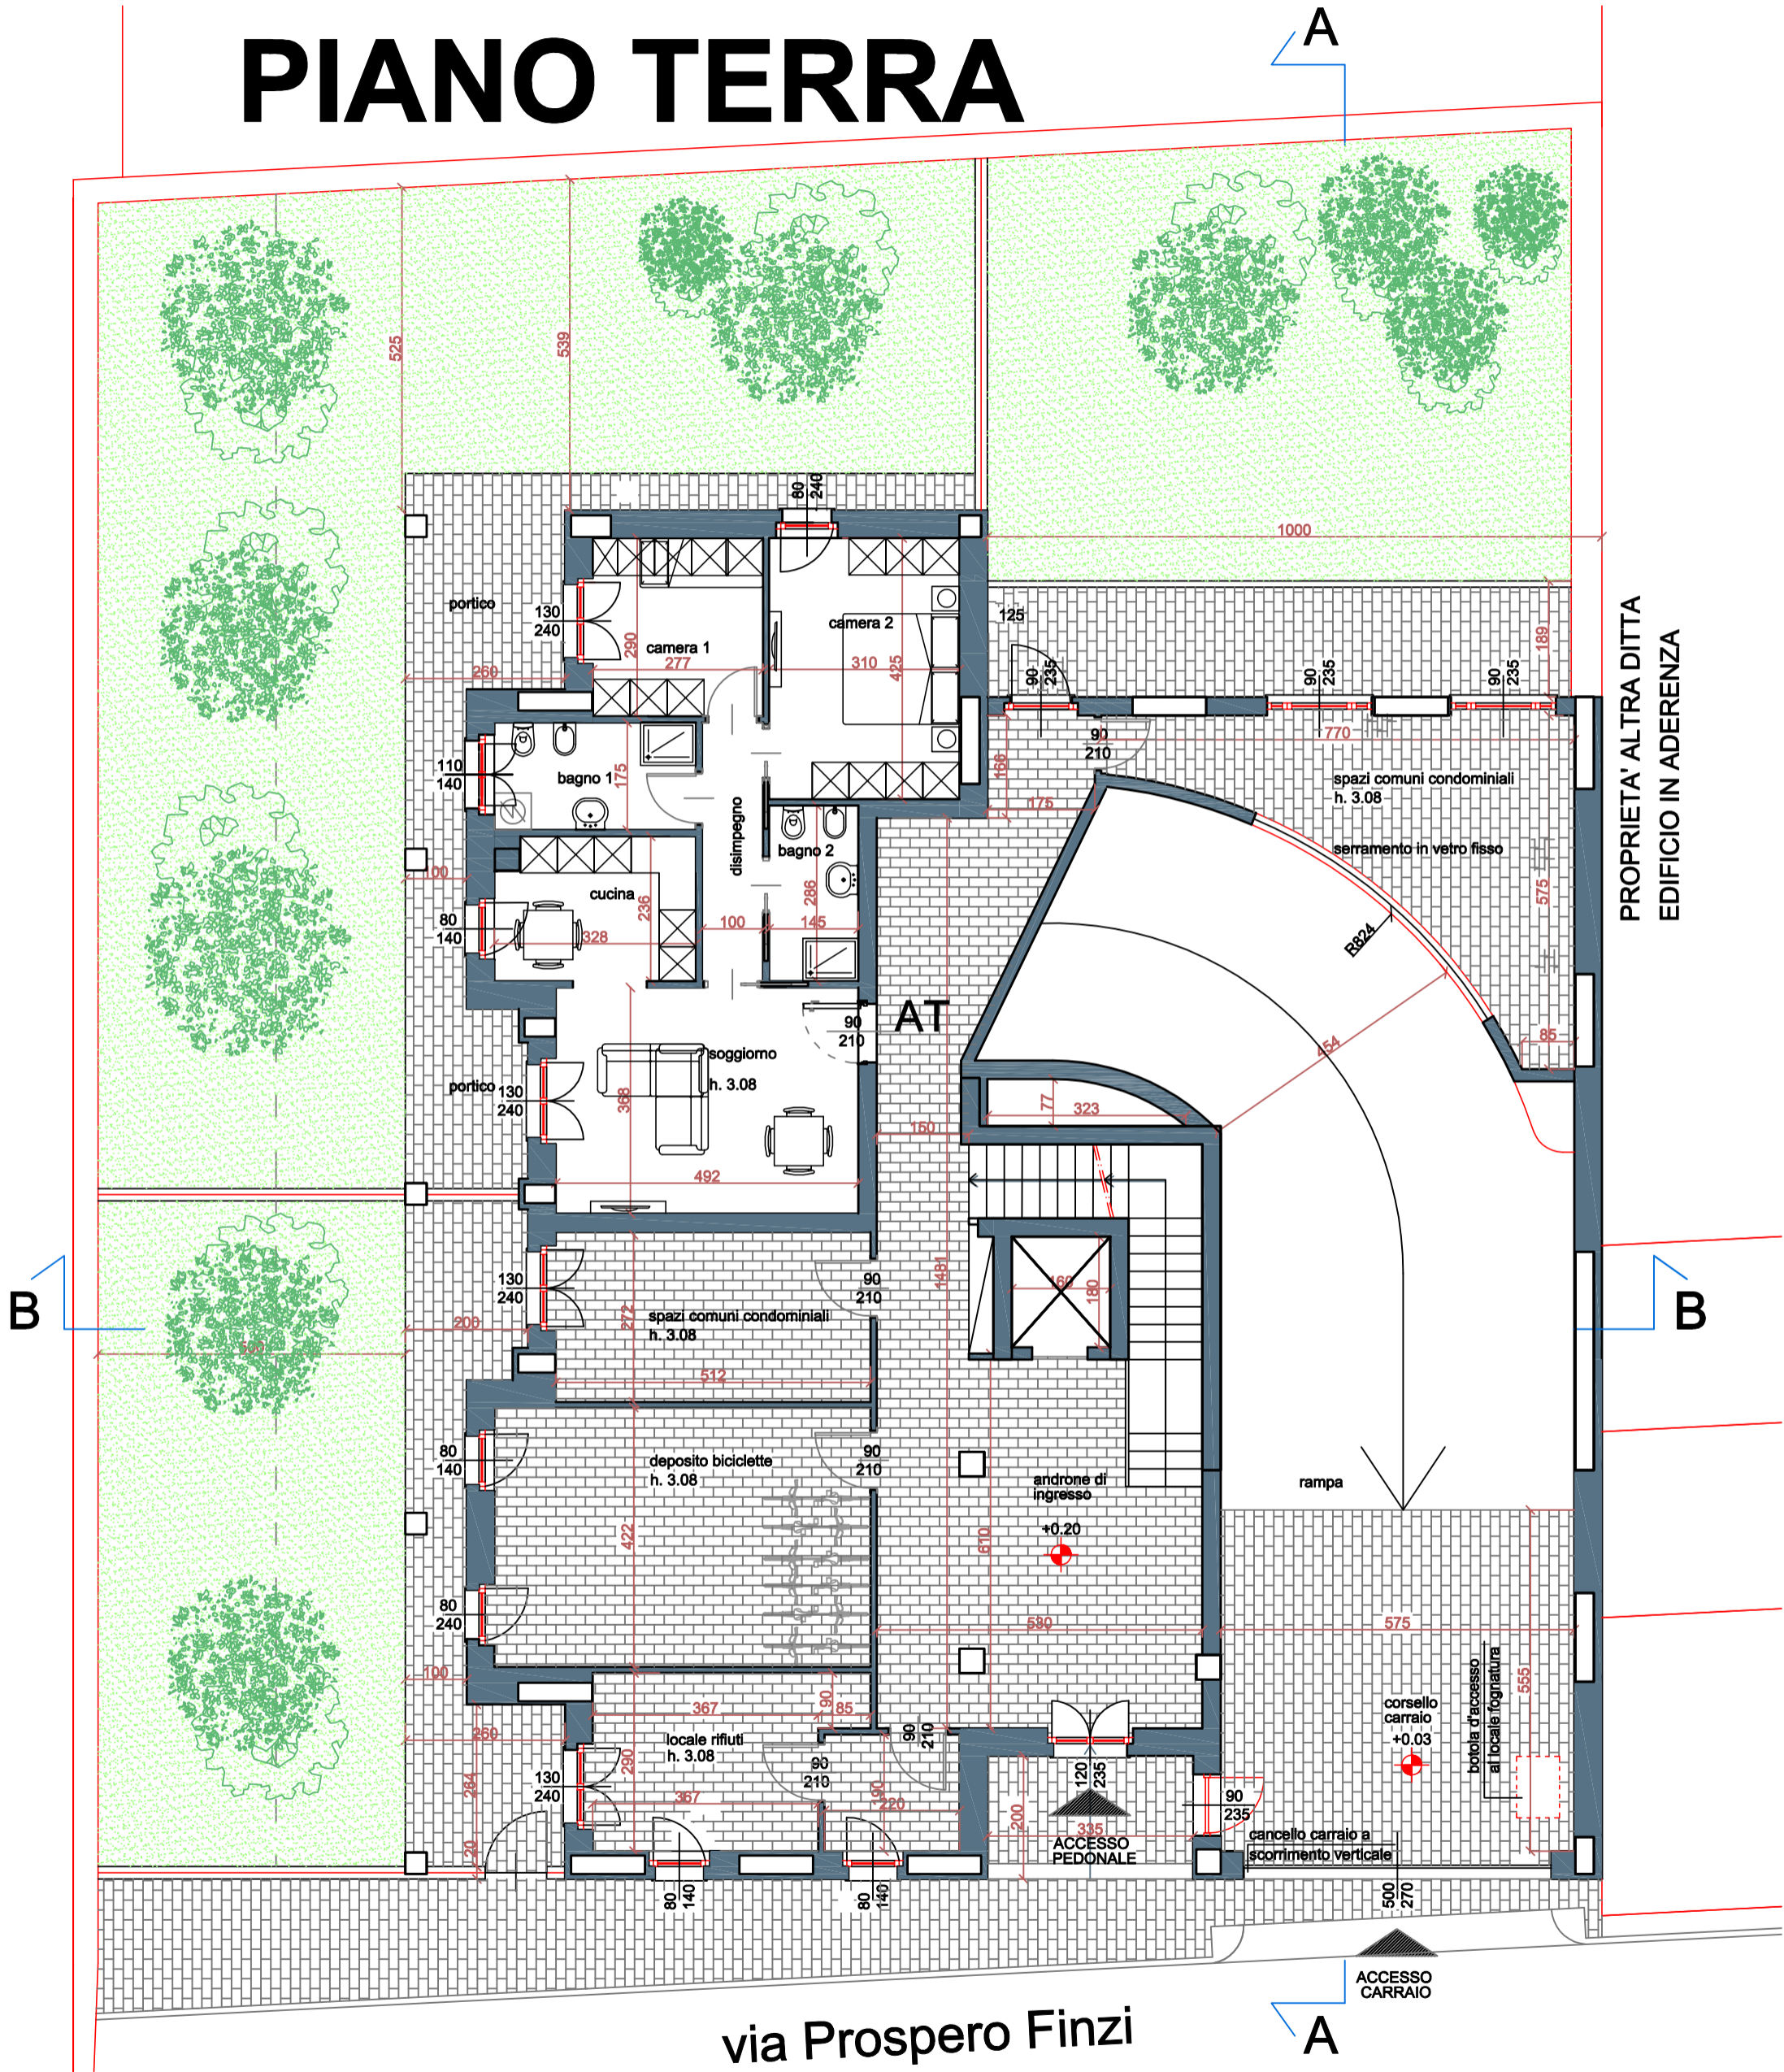 PIANO TERRA
A
525
539
80
240
1000
portico
130
240
290
camera 1
277
camera 2
310
425
125
90
235
90
235
90
235
189
PROPRIETA' ALTRA DITTA
EDIFICIO IN ADERENZA
260
110
140
bagno 1
175
disimpegno
90
210
770
166
175
spazi comuni condominiali
h. 3.08
serramento in vetro fisso
575
bagno 2
286
100
cucina
236
80
140
328
100
145
R824
454
85
AT
90
210
soggiorno
h. 3.08
portico
130
240
368
77
323
150
492
1481
160
180
B
B
130
240
90
210
272
spazi comuni condominiali
h. 3.08
200
500
512
80
140
deposito biciclette
h. 3.08
90
210
androne di
ingresso
+0.20
rampa
422
610
80
240
530
575
555
100
367
90
85
260
locale rifiuti
h. 3.08
290
90
210
90
210
corsello
carraio
+0.03
botola d'accesso
al locale fognatura
130
240
264
20
367
190
220
120
235
200
335
ACCESSO
PEDONALE
90
235
cancello carraio a
scorrimento verticale
80
140
80
140
500
270
ACCESSO
CARRAIO
via Prospero Finzi
A